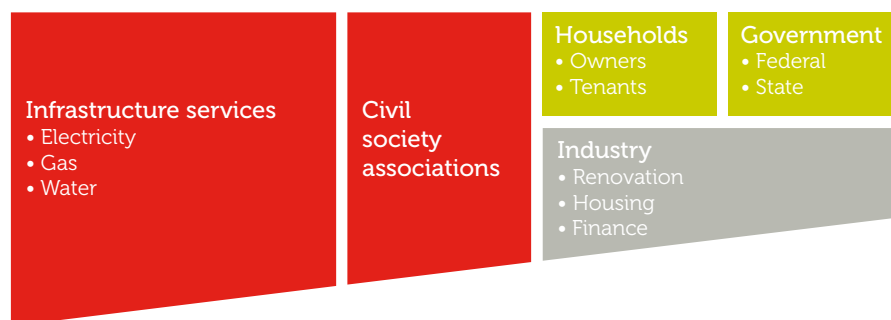 Infrastructure services
• Electricity
• Gas
• Water
Civil
society
associations
Households
• Owners
• Tenants
Government
• Federal
• State
Industry
• Renovation
• Housing
• Finance